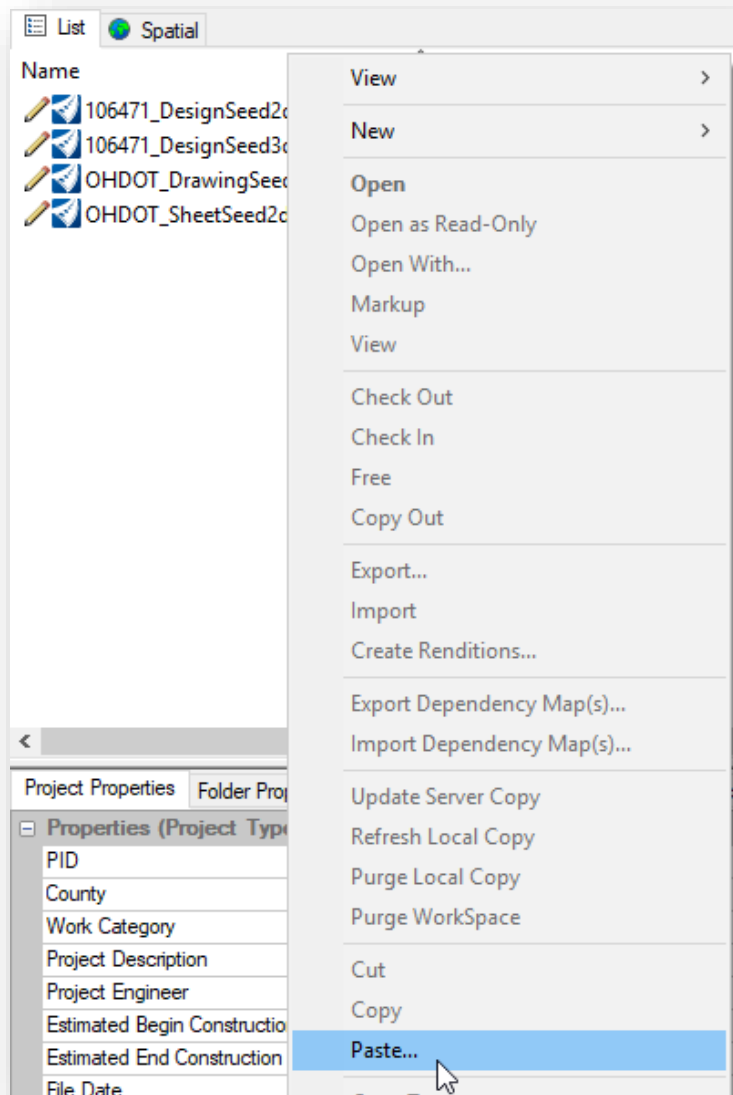 List
Spatial
Name
106471_DesignSeed2d
106471_DesignSeed3d
OHDOT_DrawingSeed
OHDOT_SheetSeed2d
View
New
Open
Open as Read-Only
Open With...
Markup
View
Check Out
Check In
Free
Copy Out
Export...
Import
Create Renditions...
Export Dependency Map(s)...
Import Dependency Map(s)...
Update Server Copy
Refresh Local Copy
Purge Local Copy
Purge WorkSpace
Cut
Copy
Paste...
Project Properties
Folder Prop
Properties (Project Type
PID
County
Work Category
Project Description
Project Engineer
Estimated Begin Constructio
Estimated End Construction
File Date